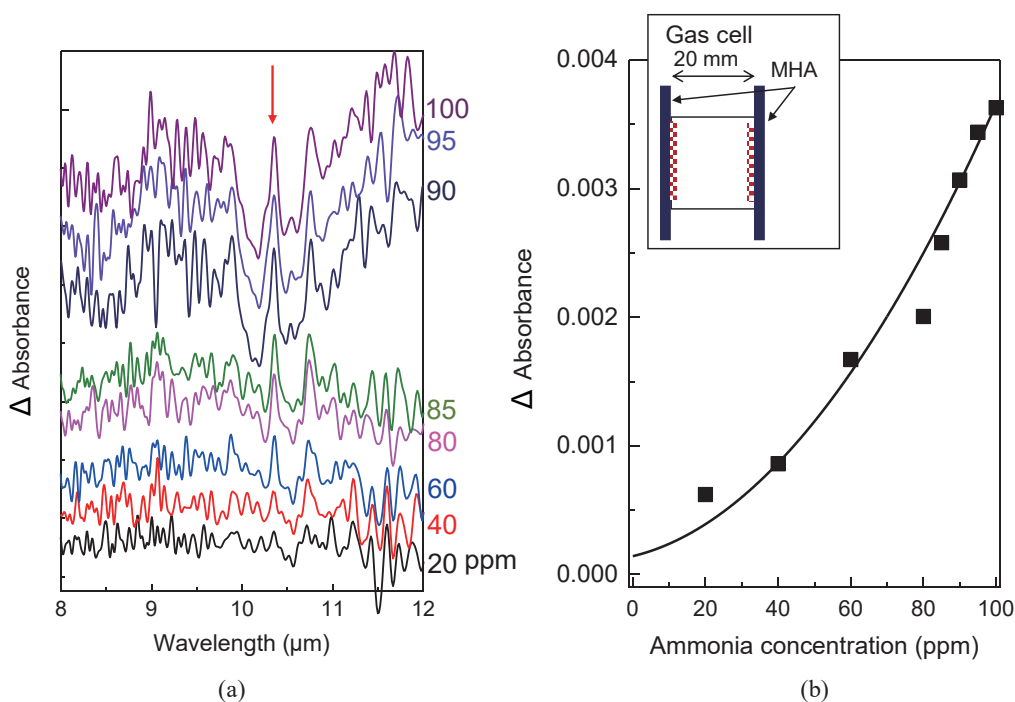 100
95
90
85
80
60
40
20 ppm
Δ Absorbance
8
9
10
11
12
Wavelength (µm)
(a)
Gas cell
20 mm
MHA
0.004
0.003
0.002
0.001
0.000
Δ Absorbance
0
20
40
60
80
100
Ammonia concentration (ppm)
(b)